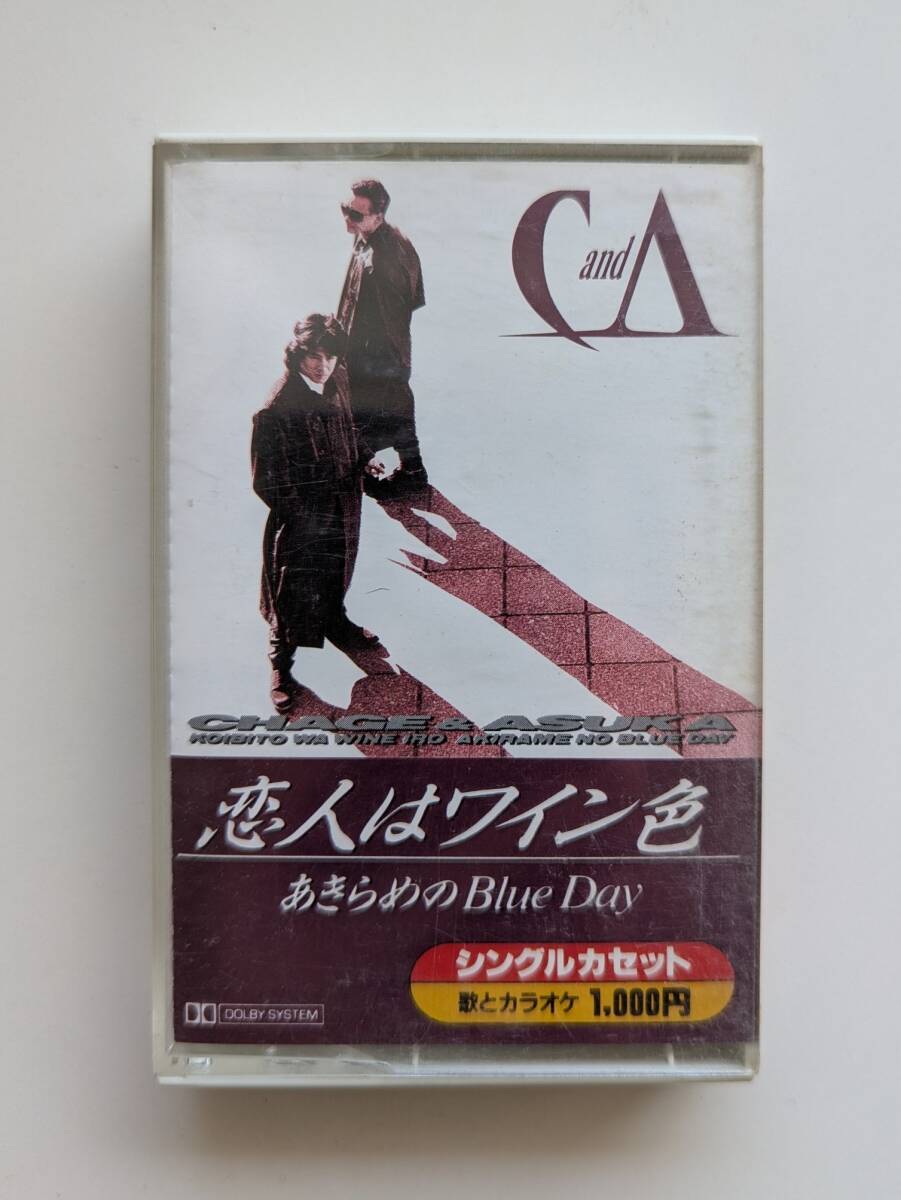 C and A
CHAGE & ASUKA
KOIBITO WA WINE IRO AKIRAME NO BLUE DAY
恋人はワイン色
あきらめのBlue Day
シングルカセット
歌とカラオケ 1,000円
DOLBY SYSTEM